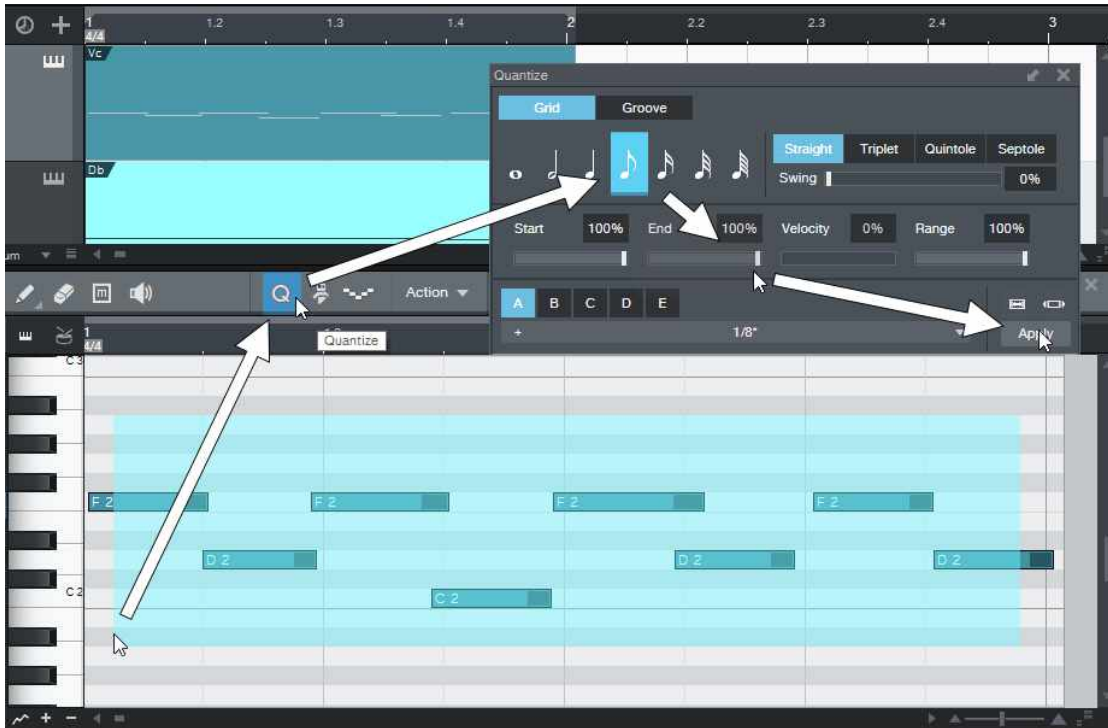 1 1.2 1.3 1.4 2 2.2 2.3 2.4 3
4/4
Vc
Quantize
Grid Groove
Straight Triplet Quintole Septole
Swing 0%
Db
Start 100% End 100% Velocity 0% Range 100%
um
Action
A B C D E
+ 1/8* Apply
1
4/4
Quantize
C 3
F 2 F 2 F 2 F 2
D 2 D 2 D 2
C 2 C 2